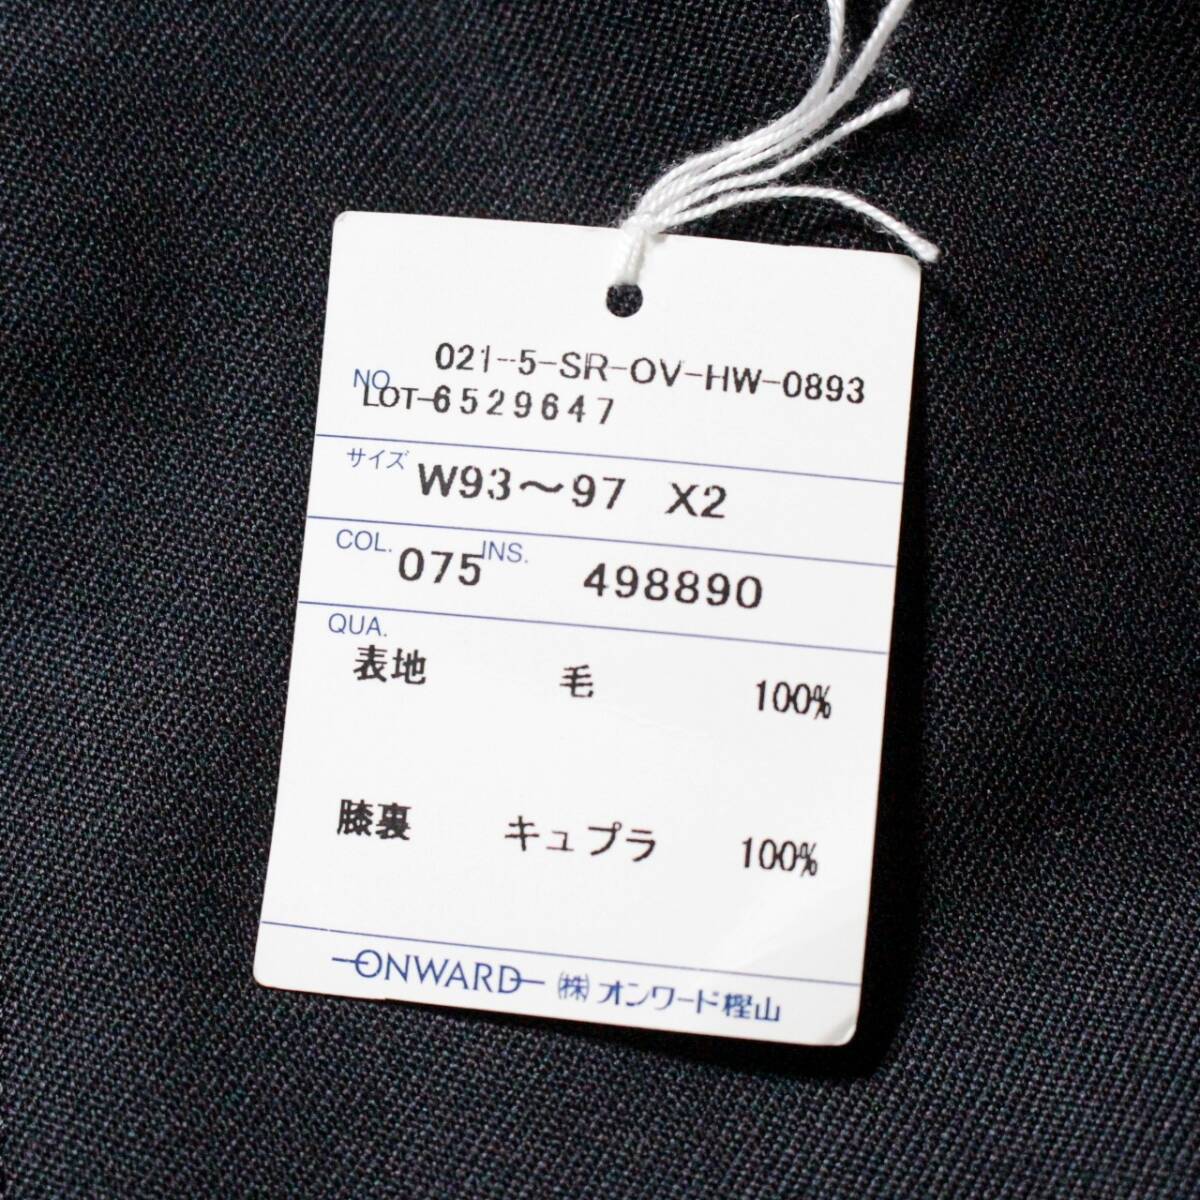 021-5-SR-OV-HW-0893
NO.
LOT-6529647
サイズ W93〜97 X2
COL. 075 INS. 498890
QUA.
表地 毛 100%
膝裏 キュプラ 100%
ONWARD ㈱オンワード樫山